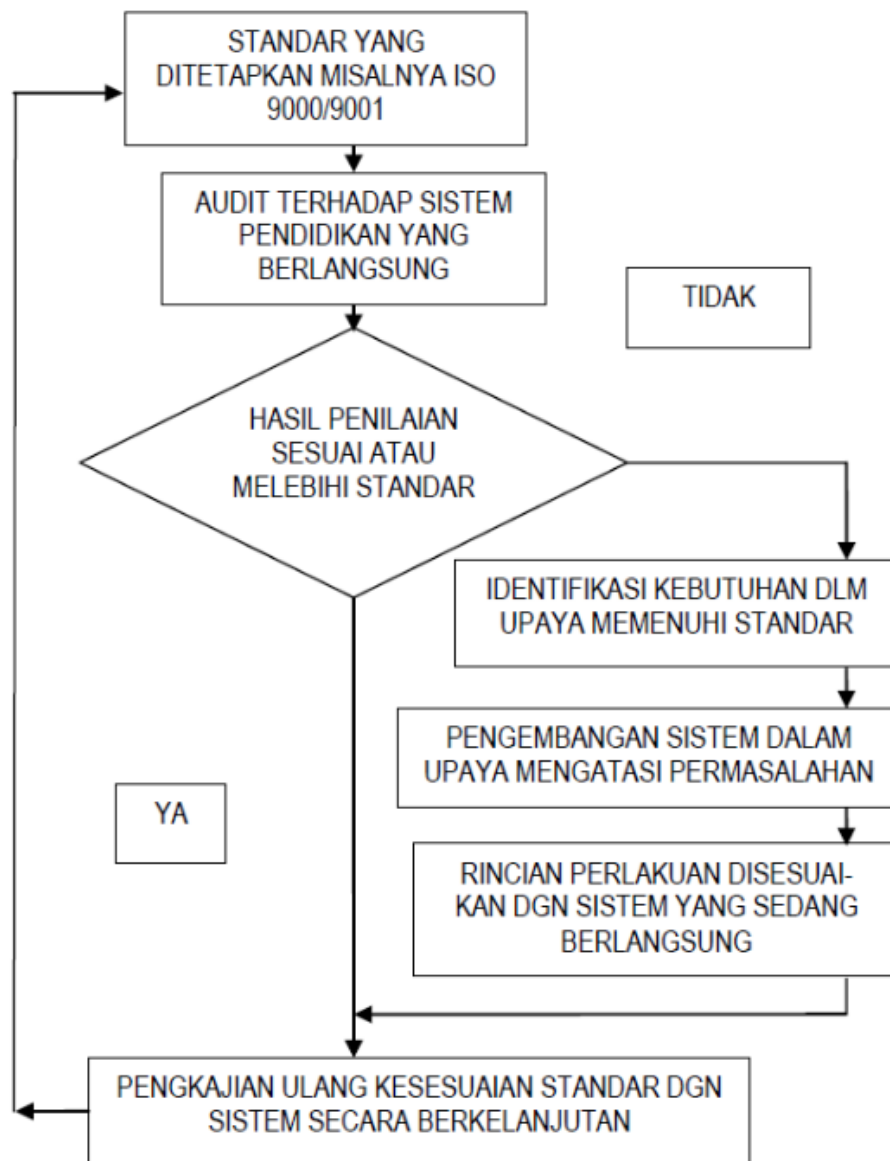 STANDAR YANG
DITETAPKAN MISALNYA ISO
9000/9001
AUDIT TERHADAP SISTEM
PENDIDIKAN YANG
BERLANGSUNG
TIDAK
HASIL PENILAIAN
SESUAI ATAU
MELEBIHI STANDAR
IDENTIFIKASI KEBUTUHAN DLM
UPAYA MEMENUHI STANDAR
PENGEMBANGAN SISTEM DALAM
UPAYA MENGATASI PERMASALAHAN
YA
RINCIAN PERLAKUAN DISESUAI-
KAN DGN SISTEM YANG SEDANG
BERLANGSUNG
PENGKAJIAN ULANG KESESUAIAN STANDAR DGN
SISTEM SECARA BERKELANJUTAN